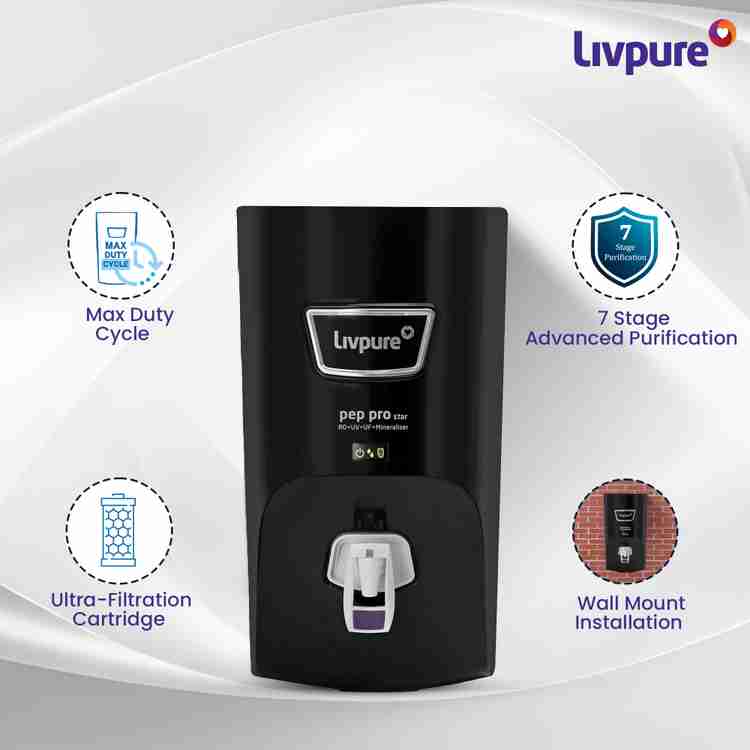 Livpure
MAX
DUTY
CYCLE
Max Duty
Cycle
7
Stage
Purification
7 Stage
Advanced Purification
Livpure
pep pro star
RO+UV+UF+Mineraliser
Ultra-Filtration
Cartridge
Wall Mount
Installation